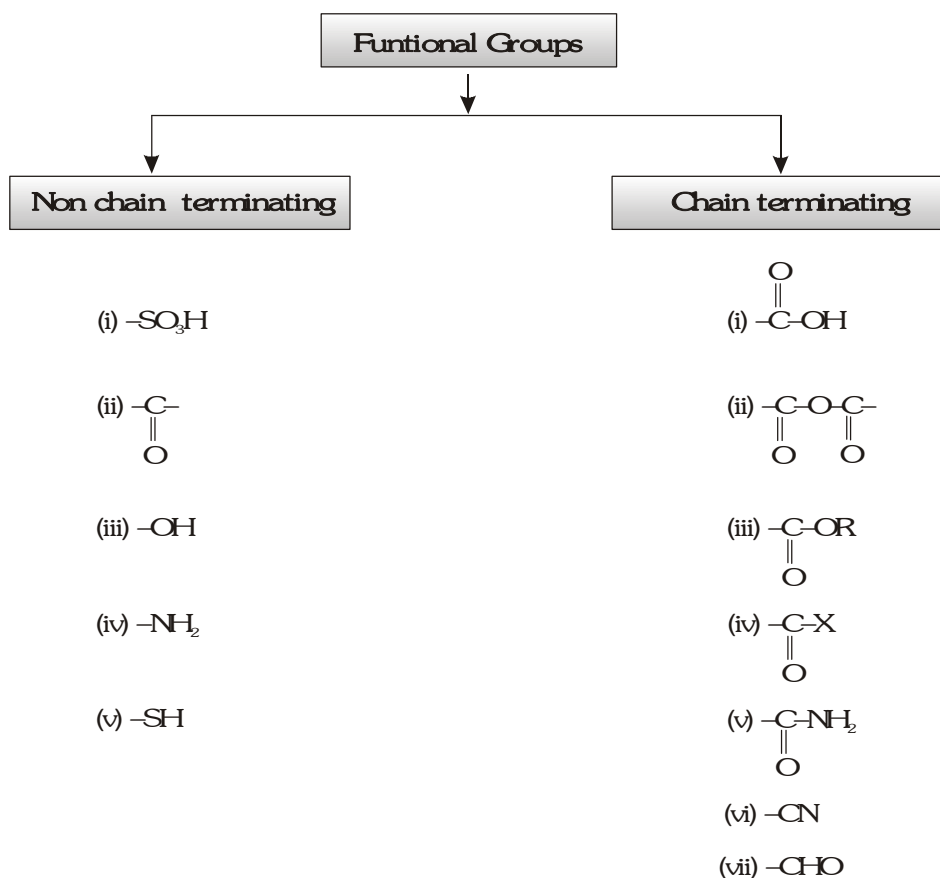 Funtional Groups
Non chain terminating
Chain terminating
(i) –SO₃H
(ii) –C–
O
(iii) –OH
(iv) –NH₂
(v) –SH
O
(i) –C–OH
(ii) –C–O–C–
O O
(iii) –C–OR
O
(iv) –C–X
O
(v) –C–NH₂
O
(vi) –CN
(vii) –CHO